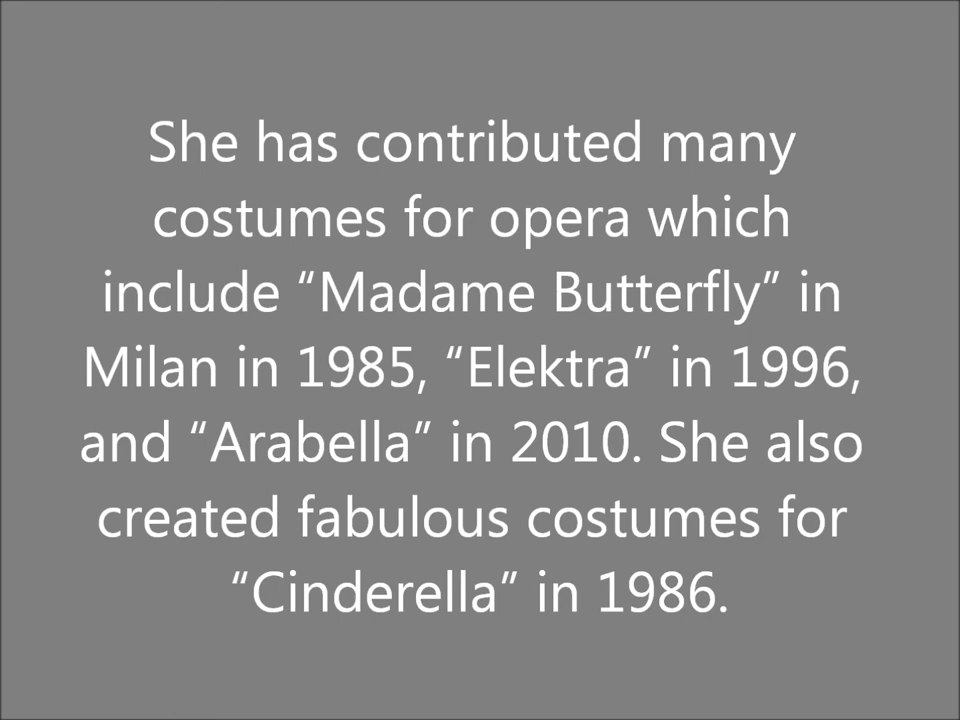 She has contributed many
costumes for opera which
include “Madame Butterfly” in
Milan in 1985, “Elektra” in 1996,
and “Arabella” in 2010. She also
created fabulous costumes for
“Cinderella” in 1986.